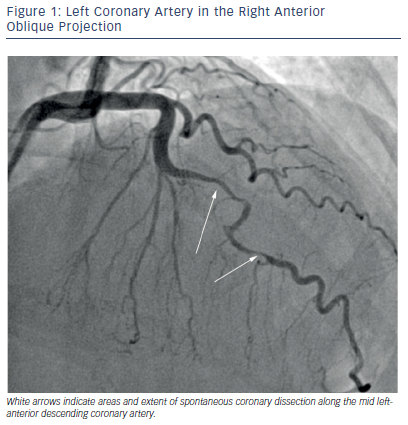 Figure 1: Left Coronary Artery in the Right Anterior
Oblique Projection
White arrows indicate areas and extent of spontaneous coronary dissection along the mid left-
anterior descending coronary artery.